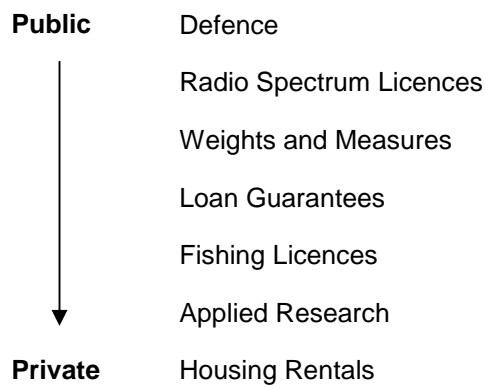 Public Defence
Radio Spectrum Licences
Weights and Measures
Loan Guarantees
Fishing Licences
Applied Research
Private Housing Rentals